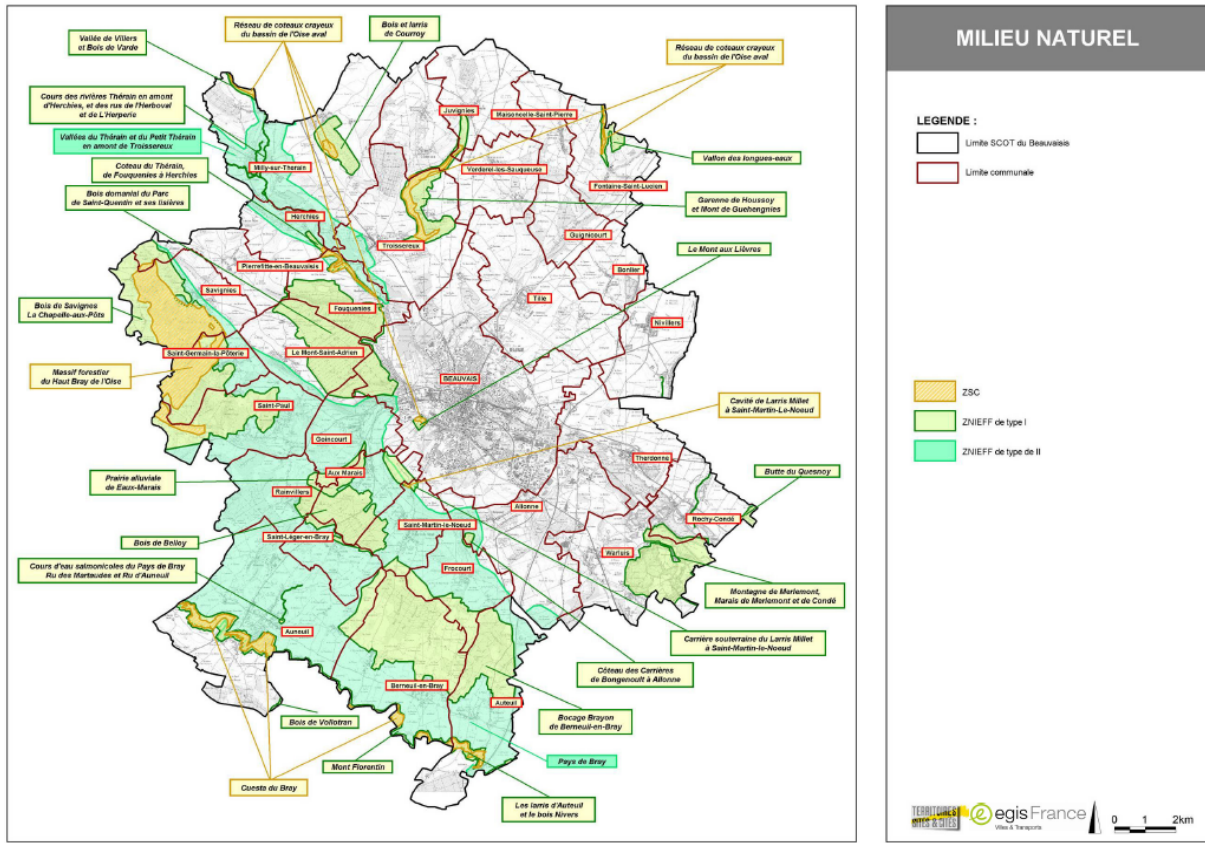 MILIEU NATUREL
LEGENDE :
Limite SCOT du Beauvaisis
Limite communale
ZSC
ZNIEFF de type I
ZNIEFF de type de II
TERRITOIRES
SITES & CITÉS
egis France
Villes & Transports
0 1 2km
Vallée de Villers
et Bois de Varde
Réseau de coteaux crayeux
du bassin de l'Oise aval
Bois et larris
de Courroy
Réseau de coteaux crayeux
du bassin de l'Oise aval
Cours des rivières Thérain en amont
d'Herchies, et des rus de l'Herboval
et de L'Herperie
Vallées du Thérain et du Petit Thérain
en amont de Troissereux
Coteau du Thérain,
de Fouquenies à Herchies
Bois domanial du Parc
de Saint-Quentin et ses lisières
Vallon des longues-eaux
Garenne de Houssoy
et Mont de Guehengnies
Le Mont aux Lièvres
Bois de Savignes
La Chapelle-aux-Pôts
Massif forestier
du Haut Bray de l'Oise
Cavité de Larris Millet
à Saint-Martin-Le-Noeud
Prairie alluviale
de Eaux-Marais
Butte du Quesnoy
Bois de Belloy
Cours d'eau salmonicoles du Pays de Bray
Ru des Martaudes et Ru d'Auneuil
Montagne de Merlemont,
Marais de Merlemont et de Condé
Carrière souterraine du Larris Millet
à Saint-Martin-le-Noeud
Côteau des Carrières
de Bongenoult à Allonne
Bocage Brayon
de Berneuil-en-Bray
Bois de Vollotran
Pays de Bray
Mont Florentin
Cuesta du Bray
Les larris d'Auteuil
et le bois Nivers
Juvignies
Maisoncelle-Saint-Pierre
Milly-sur-Therain
Verderel-les-Sauqueuse
Fontaine-Saint-Lucien
Herchies
Troissereux
Guignicourt
Pierrefitte-en-Beauvaisis
Bonlier
Savignies
Fouquenies
Tille
Nivillers
Saint-Germain-la-Pôterie
Le Mont-Saint-Adrien
BEAUVAIS
Saint-Paul
Goincourt
Therdonne
Aux Marais
Rainvillers
Allonne
Rochy-Condé
Saint-Martin-le-Noeud
Saint-Léger-en-Bray
Warluis
Frocourt
Auneuil
Berneuil-en-Bray
Auteuil